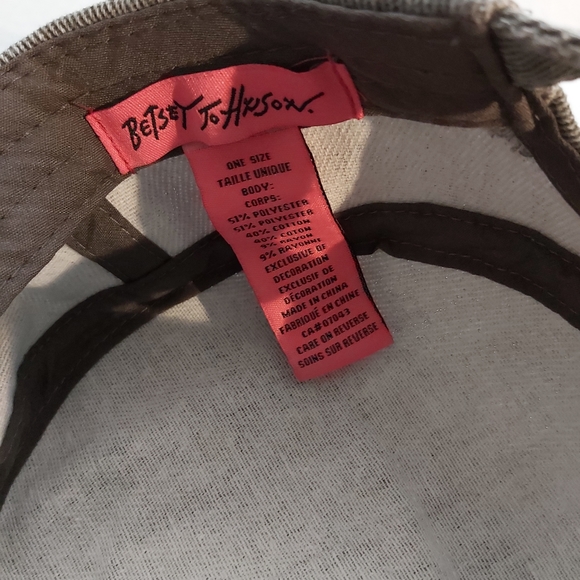 BETSEY JOHNSON.
ONE SIZE
TAILLE UNIQUE
BODY:
CORPS:
51% POLYESTER
51% POLYESTER
40% COTTON
40% COTON
9% RAYON
9% RAYONNE
EXCLUSIVE OF
DECORATION
EXCLUSIF DE
DÉCORATION
MADE IN CHINA
FABRIQUÉ EN CHINE
CA#07043
CARE ON REVERSE
SOINS SUR REVERSE